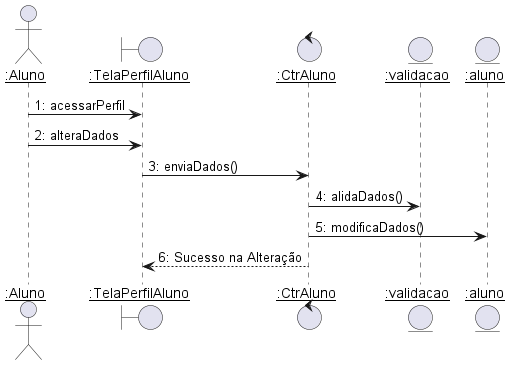 :Aluno :TelaPerfilAluno :CtrAluno :validacao :aluno
1: acessarPerfil
2: alteraDados
3: enviaDados()
4: alidaDados()
5: modificaDados()
6: Sucesso na Alteração
:Aluno :TelaPerfilAluno :CtrAluno :validacao :aluno